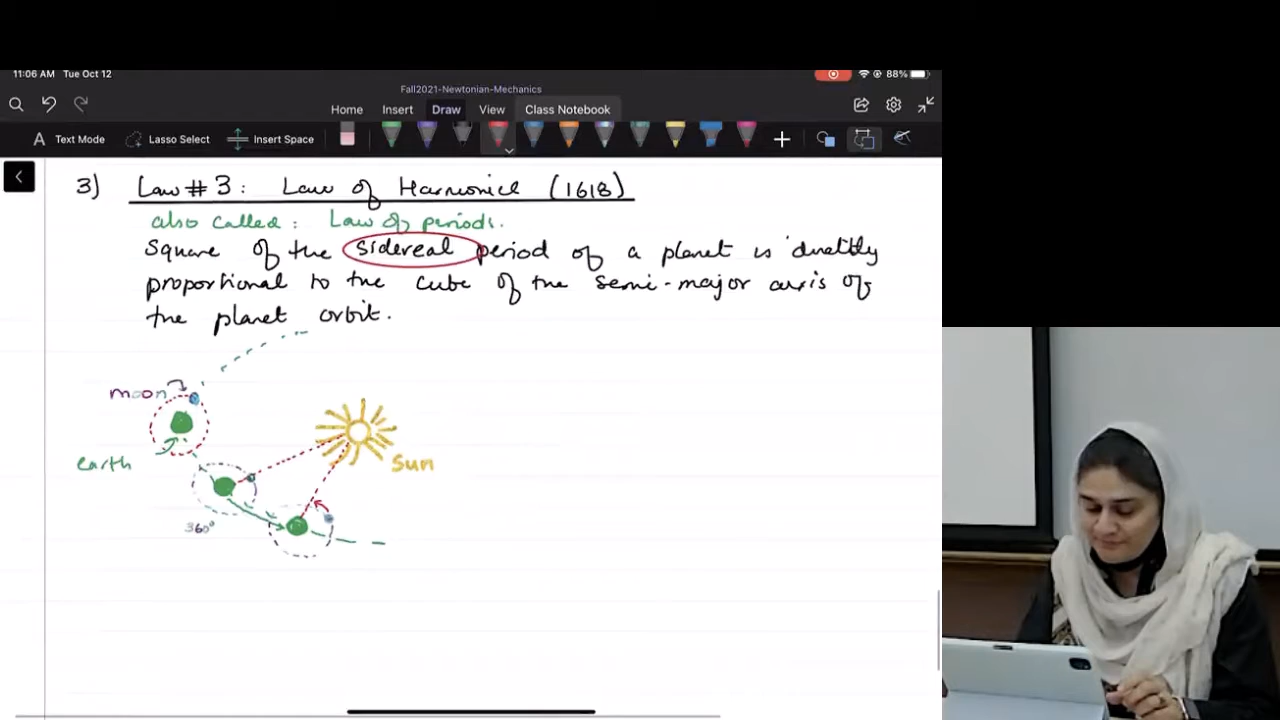 11:06 AM Tue Oct 12
88%
Fall2021-Newtonian-Mechanics
Home Insert Draw View Class Notebook
Text Mode Lasso Select Insert Space
3) Law # 3 : Law of Harmonics (1618)
also called : Law of periods.
Square of the sidereal period of a planet is directly
proportional to the cube of the semi-major axis of
the planet orbit.
moon
earth
Sun
360°